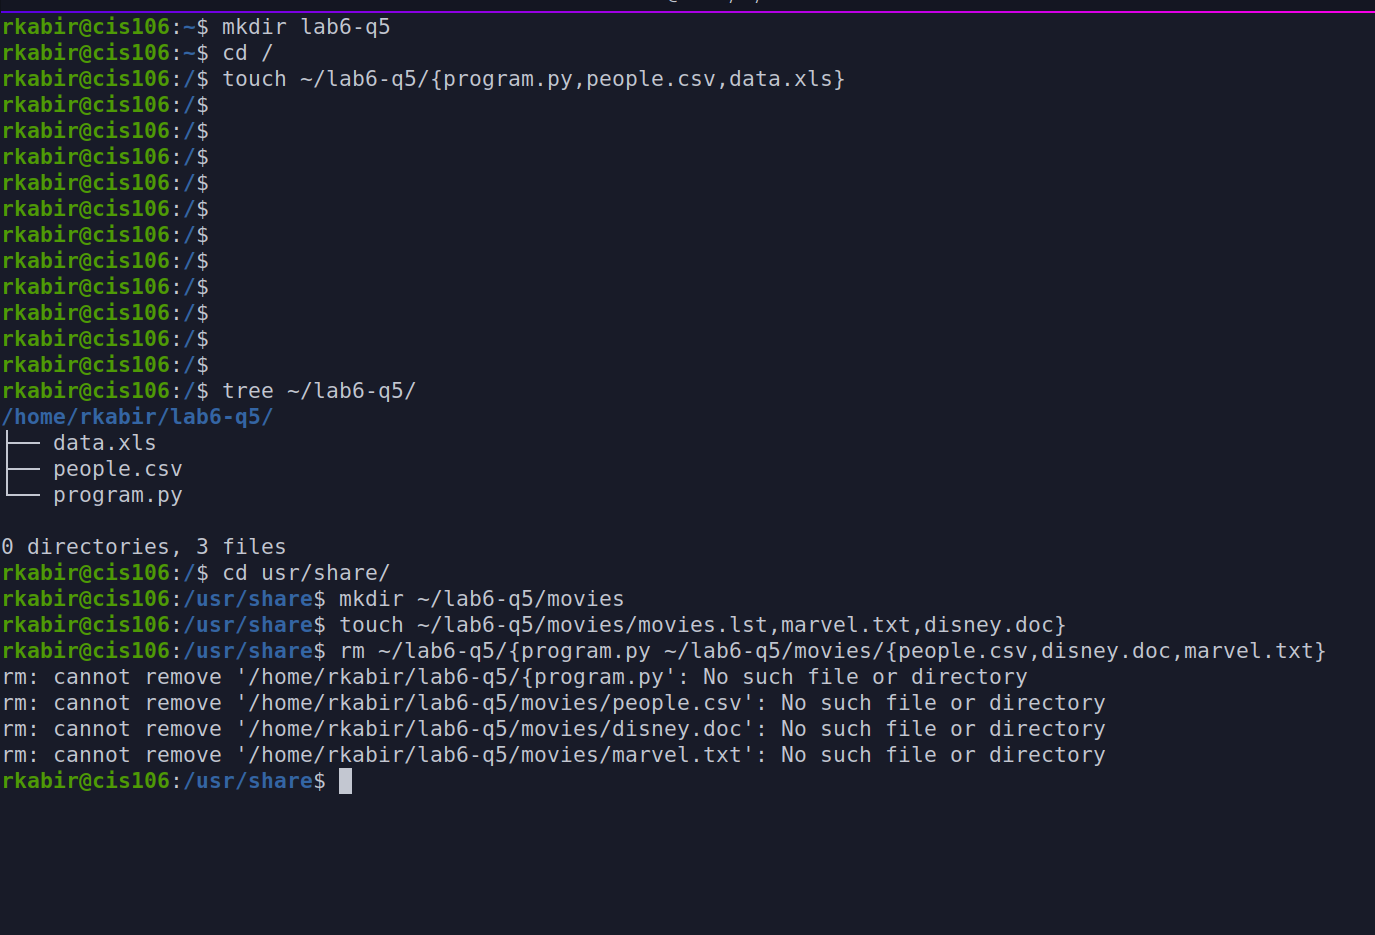 rkabir@cis106:~$ mkdir lab6-q5
rkabir@cis106:~$ cd /
rkabir@cis106:/$ touch ~/lab6-q5/{program.py,people.csv,data.xls}
rkabir@cis106:/$
rkabir@cis106:/$
rkabir@cis106:/$
rkabir@cis106:/$
rkabir@cis106:/$
rkabir@cis106:/$
rkabir@cis106:/$
rkabir@cis106:/$
rkabir@cis106:/$
rkabir@cis106:/$
rkabir@cis106:/$
rkabir@cis106:/$ tree ~/lab6-q5/
/home/rkabir/lab6-q5/
├── data.xls
├── people.csv
└── program.py
0 directories, 3 files
rkabir@cis106:/$ cd usr/share/
rkabir@cis106:/usr/share$ mkdir ~/lab6-q5/movies
rkabir@cis106:/usr/share$ touch ~/lab6-q5/movies/movies.lst,marvel.txt,disney.doc}
rkabir@cis106:/usr/share$ rm ~/lab6-q5/{program.py ~/lab6-q5/movies/{people.csv,disney.doc,marvel.txt}
rm: cannot remove '/home/rkabir/lab6-q5/{program.py': No such file or directory
rm: cannot remove '/home/rkabir/lab6-q5/movies/people.csv': No such file or directory
rm: cannot remove '/home/rkabir/lab6-q5/movies/disney.doc': No such file or directory
rm: cannot remove '/home/rkabir/lab6-q5/movies/marvel.txt': No such file or directory
rkabir@cis106:/usr/share$